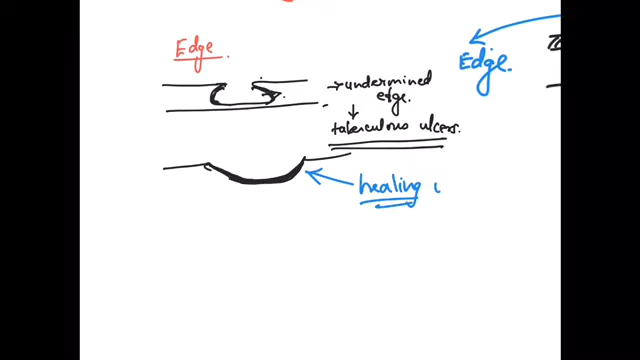 Edge.
Edge.
→ undermined
edge.
↓
tuberculous ulcers.
healing